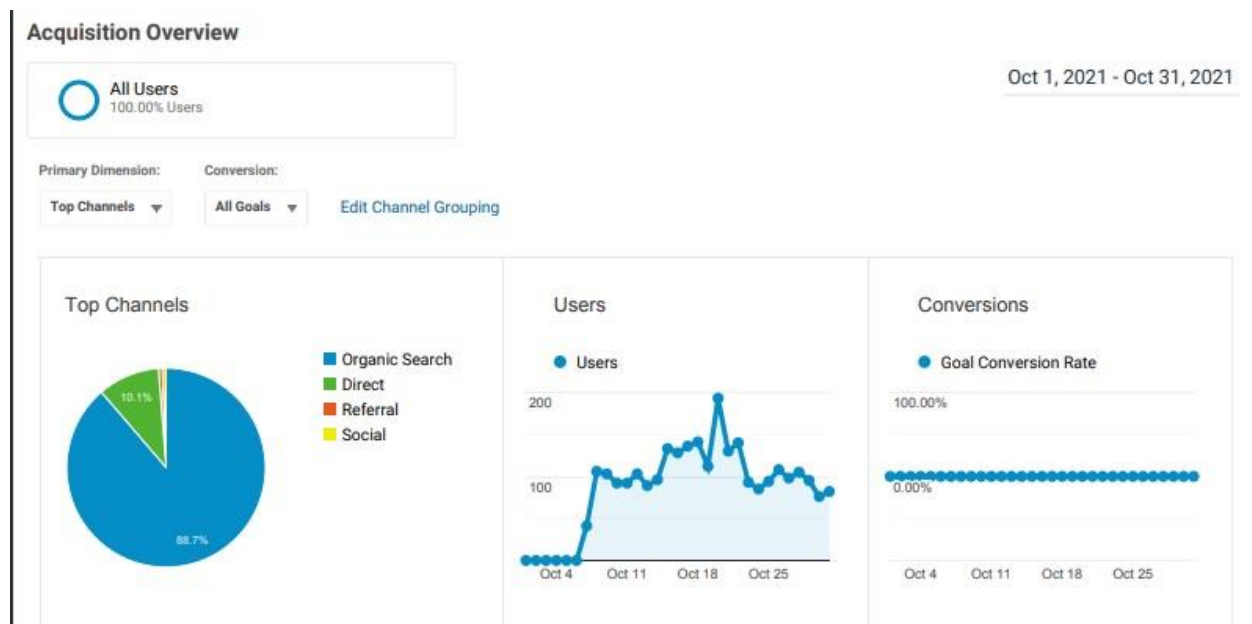 Acquisition Overview
All Users
100.00% Users
Oct 1, 2021 - Oct 31, 2021
Primary Dimension:
Conversion:
Top Channels
All Goals
Edit Channel Grouping
Top Channels
Organic Search
Direct
Referral
Social
10.1%
88.7%
Users
Users
200
100
Oct 4 Oct 11 Oct 18 Oct 25
Conversions
Goal Conversion Rate
100.00%
0.00%
Oct 4 Oct 11 Oct 18 Oct 25